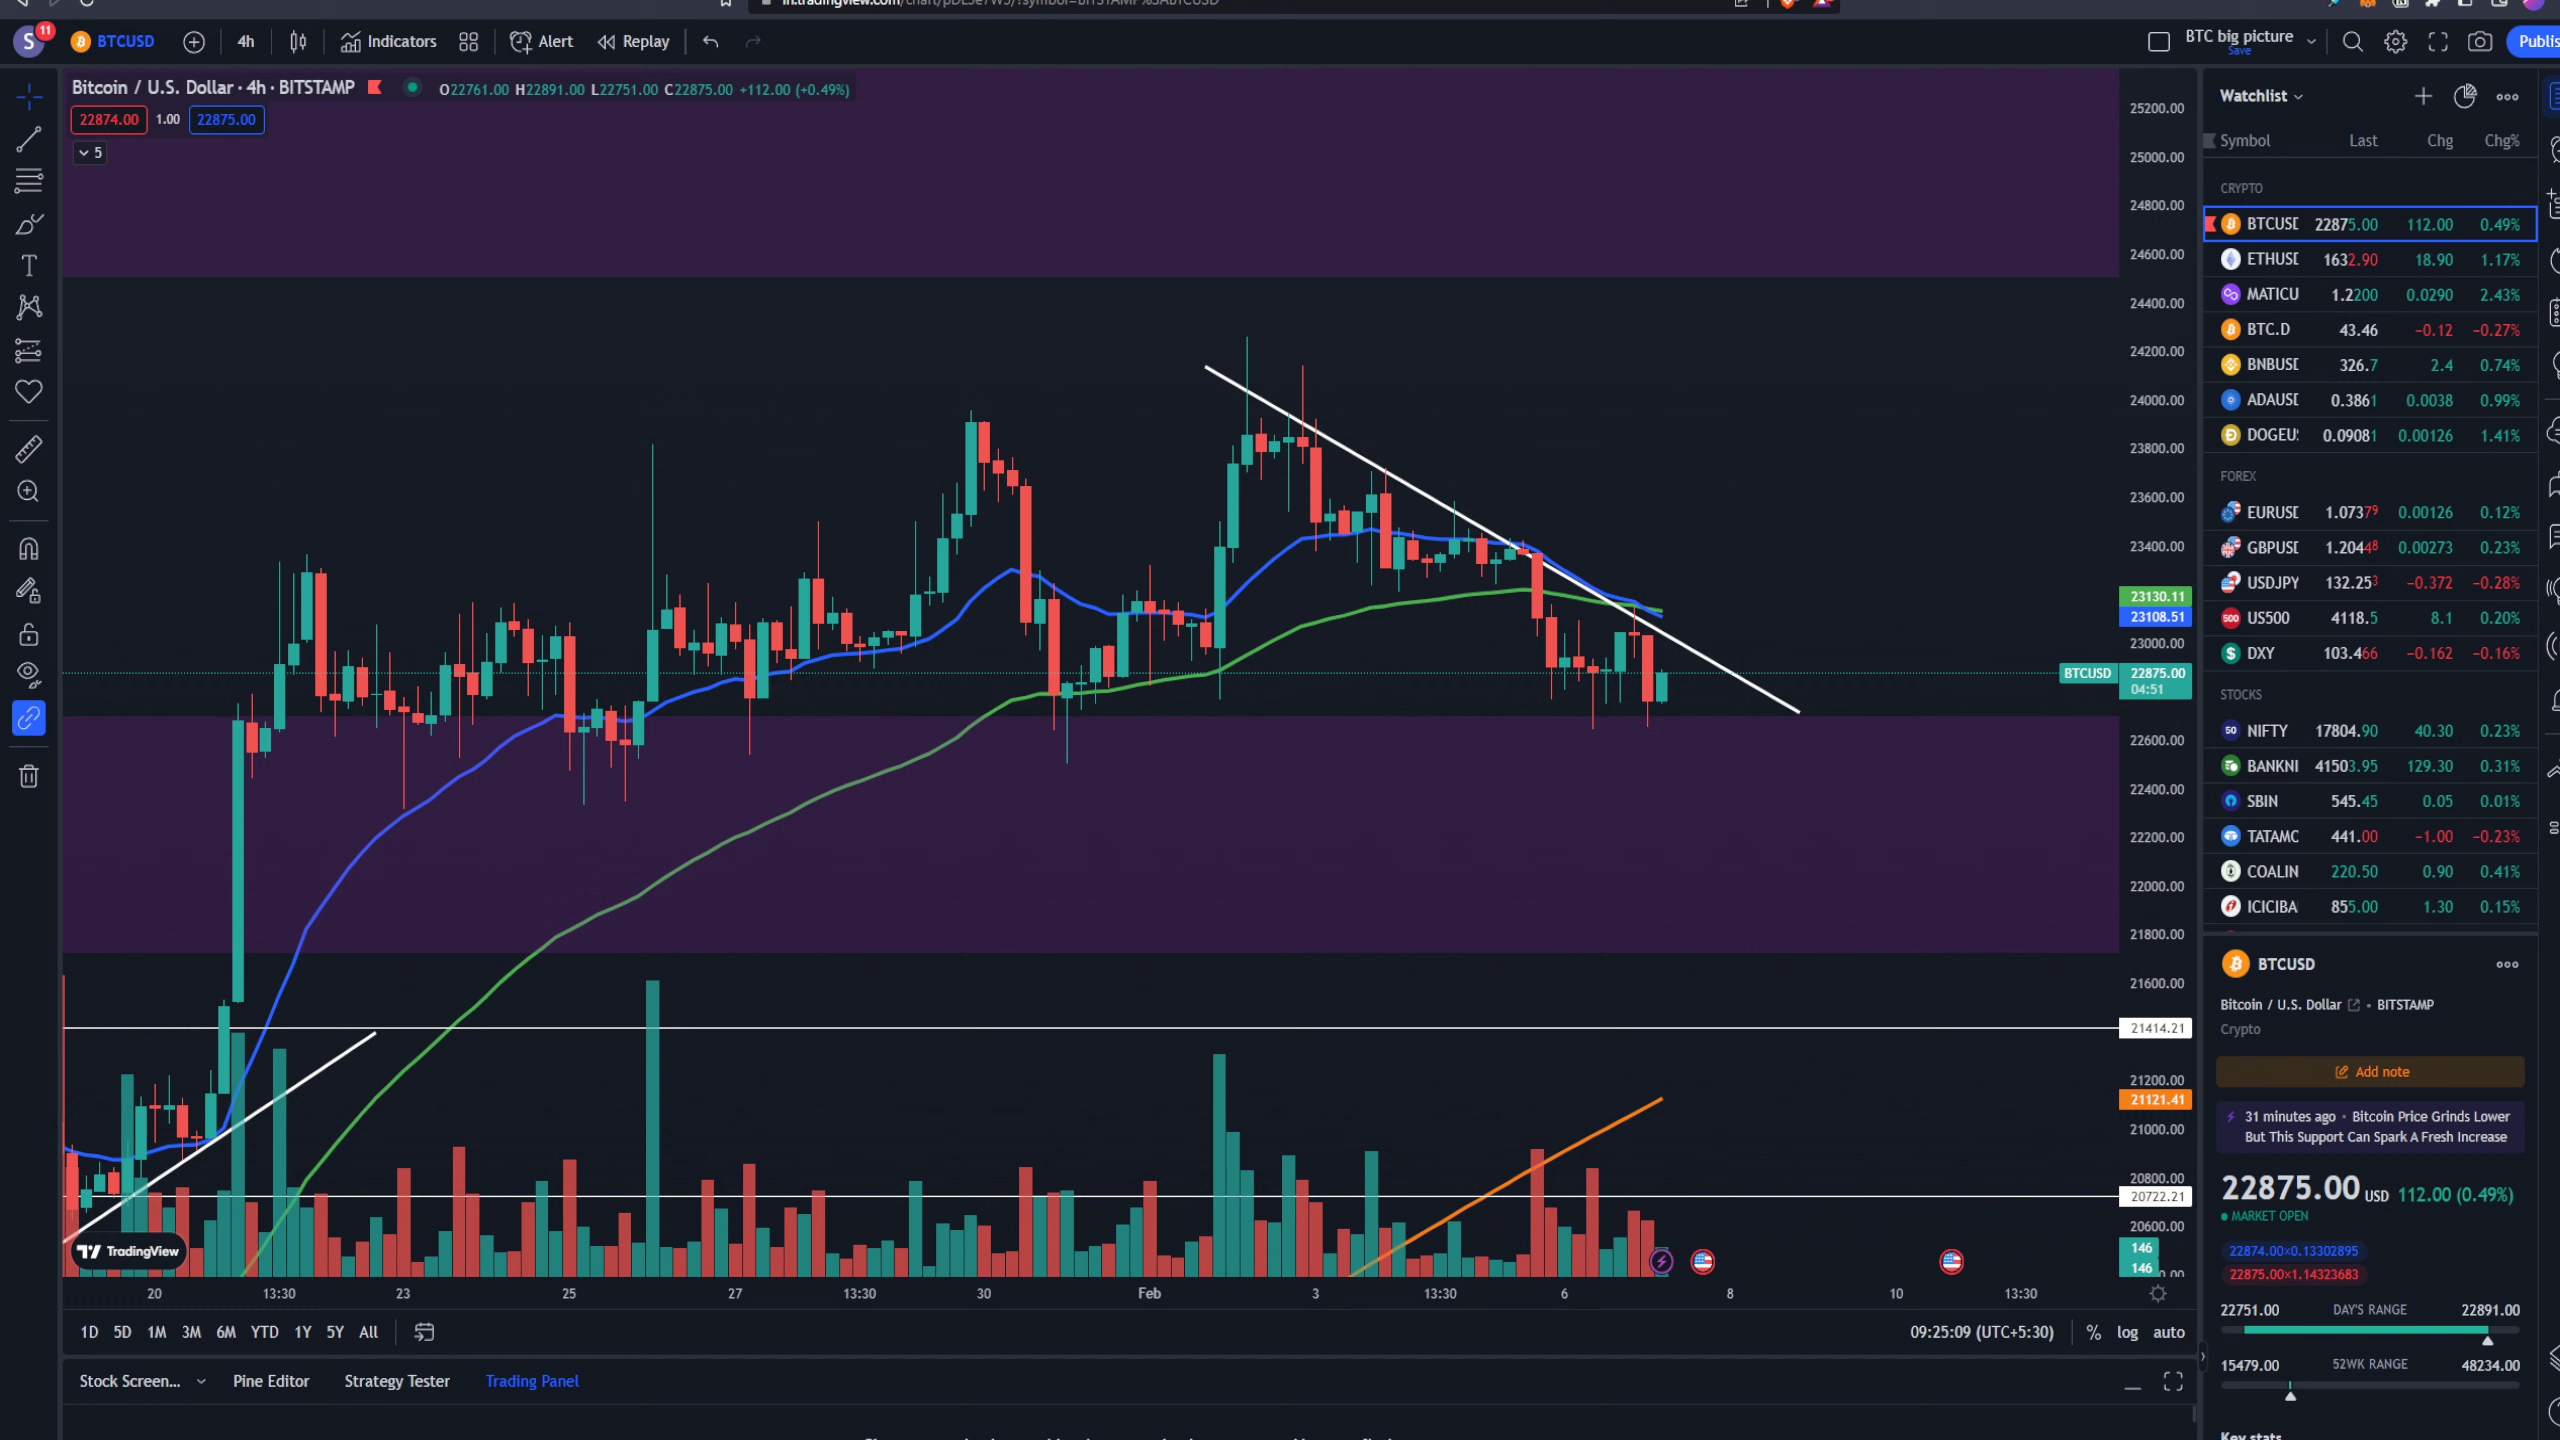 BTCUSD 4h Indicators Alert Replay BTC big picture Save
S 11
Bitcoin / U.S. Dollar · 4h · BITSTAMP O22761.00 H22891.00 L22751.00 C22875.00 +112.00 (+0.49%)
22874.00 1.00 22875.00
5
25200.00
25000.00
24800.00
24600.00
24400.00
24200.00
24000.00
23800.00
23600.00
23400.00
23130.11
23108.51
23000.00
BTCUSD 22875.00
04:51
22600.00
22400.00
22200.00
22000.00
21800.00
21600.00
21414.21
21200.00
21121.41
21000.00
20800.00
20722.21
20600.00
146
146
TradingView
20 13:30 23 25 27 13:30 30 Feb 3 13:30 6 8 10 13:30
1D 5D 1M 3M 6M YTD 1Y 5Y All 09:25:09 (UTC+5:30) % log auto
Stock Screen... Pine Editor Strategy Tester Trading Panel
Watchlist
Symbol Last Chg Chg%
CRYPTO
BTCUSD 22875.00 112.00 0.49%
ETHUSD 1632.90 18.90 1.17%
MATICU 1.2200 0.0290 2.43%
BTC.D 43.46 −0.12 −0.27%
BNBUSD 326.7 2.4 0.74%
ADAUSD 0.3861 0.0038 0.99%
DOGEU 0.09081 0.00126 1.41%
FOREX
EURUSD 1.07379 0.00126 0.12%
GBPUSD 1.20448 0.00273 0.23%
USDJPY 132.253 −0.372 −0.28%
US500 4118.5 8.1 0.20%
DXY 103.466 −0.162 −0.16%
STOCKS
NIFTY 17804.90 40.30 0.23%
BANKNI 41503.95 129.30 0.31%
SBIN 545.45 0.05 0.01%
TATAMO 441.00 −1.00 −0.23%
COALIN 220.50 0.90 0.41%
ICICIBA 855.00 1.30 0.15%
BTCUSD
Bitcoin / U.S. Dollar • BITSTAMP
Crypto
Add note
31 minutes ago • Bitcoin Price Grinds Lower
But This Support Can Spark A Fresh Increase
22875.00 USD 112.00 (0.49%)
MARKET OPEN
22874.00×0.13302895
22875.00×1.14323683
22751.00 DAY'S RANGE 22891.00
15479.00 52WK RANGE 48234.00